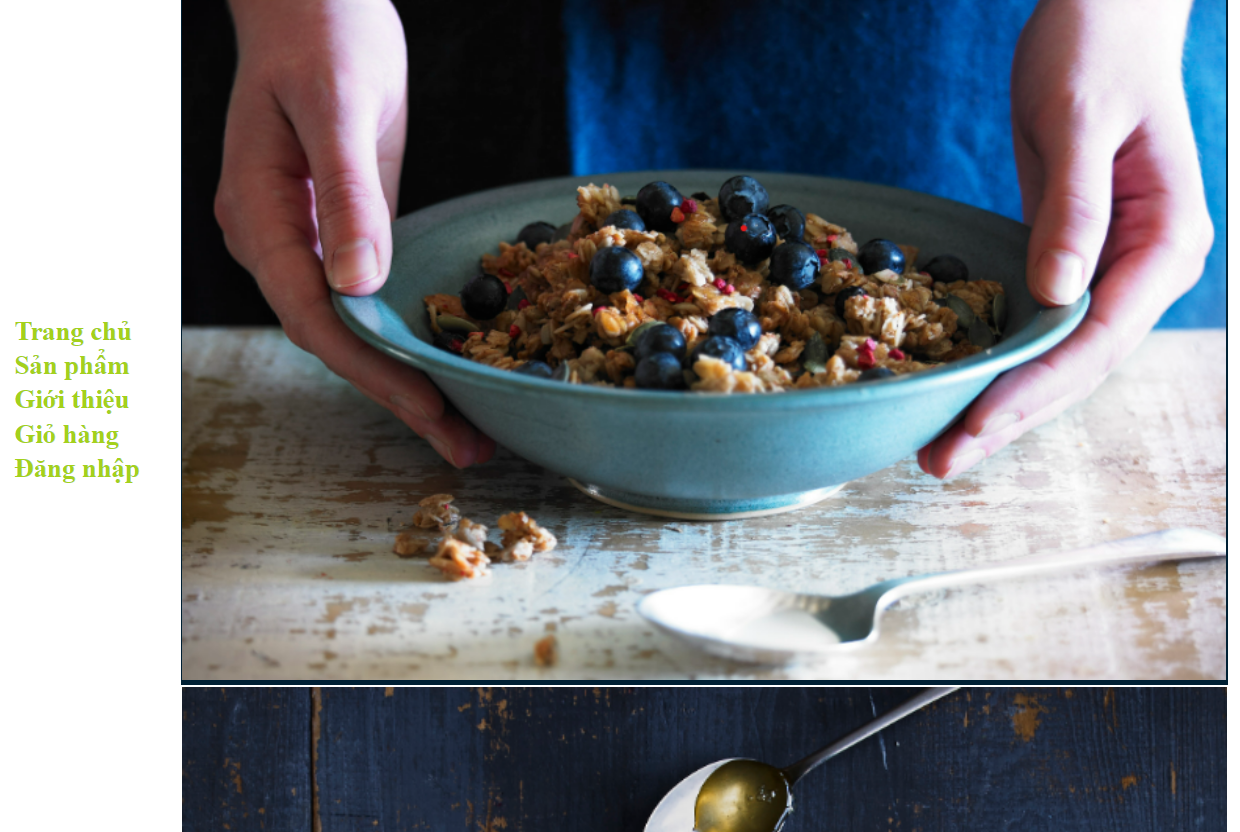 Trang chủ
Sản phẩm
Giới thiệu
Giỏ hàng
Đăng nhập